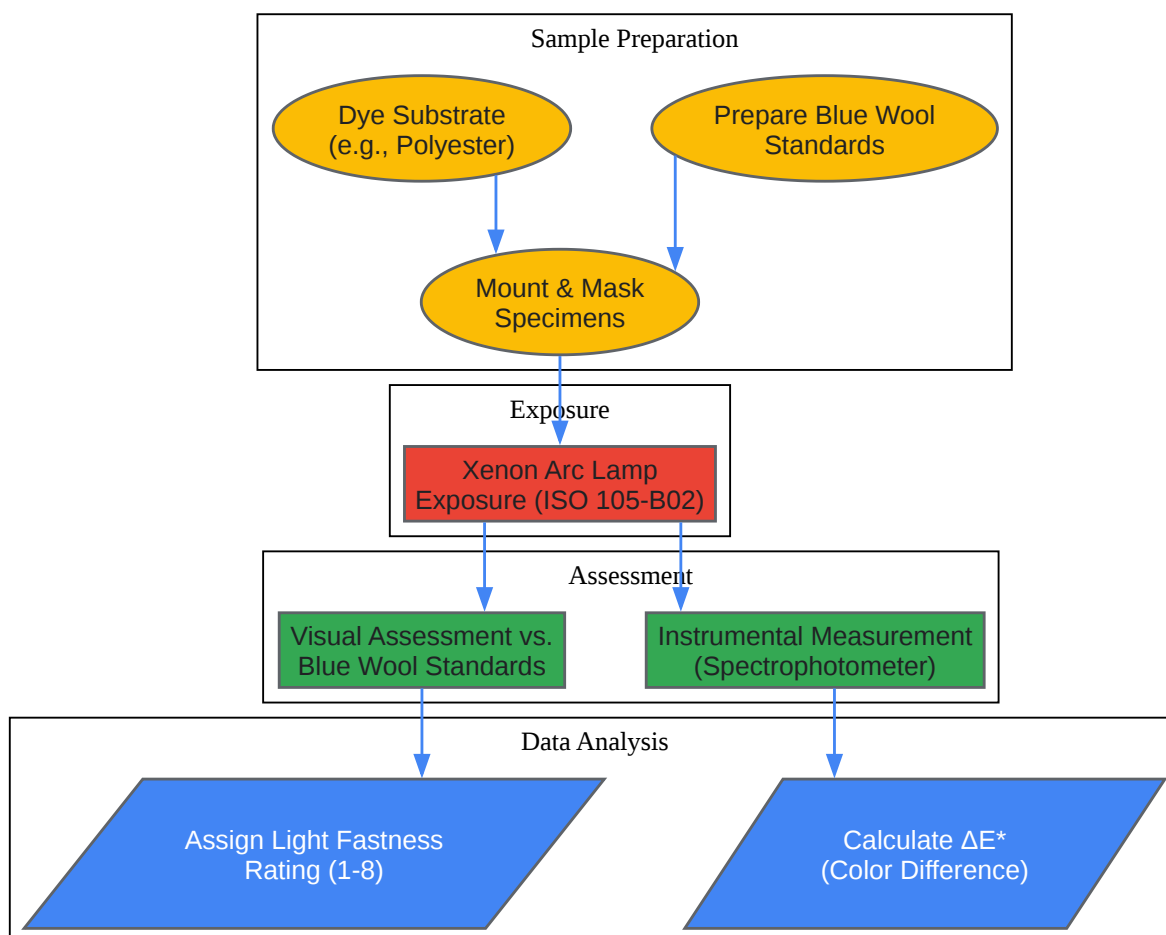 Sample Preparation
Dye Substrate
(e.g., Polyester)
Prepare Blue Wool
Standards
Mount & Mask
Specimens
Exposure
Xenon Arc Lamp
Exposure (ISO 105-B02)
Assessment
Visual Assessment vs.
Blue Wool Standards
Instrumental Measurement
(Spectrophotometer)
Data Analysis
Assign Light Fastness
Rating (1-8)
Calculate ΔE*
(Color Difference)